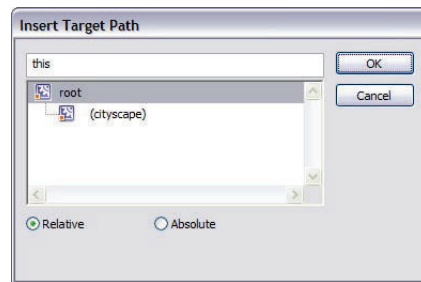 Insert Target Path
this
OK
root
Cancel
(cityscape)
Relative
Absolute